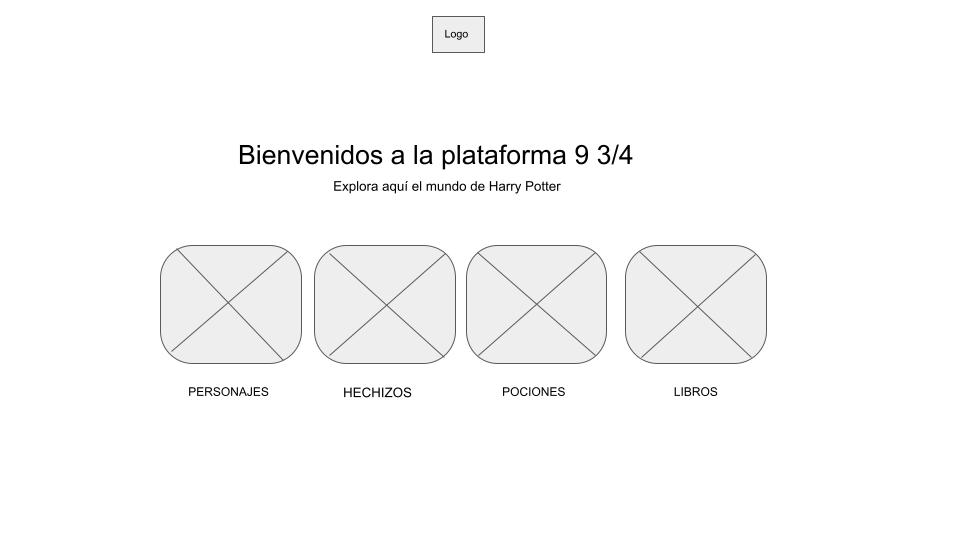 Logo
Bienvenidos a la plataforma 9 3/4
Explora aquí el mundo de Harry Potter
PERSONAJES
HECHIZOS
POCIONES
LIBROS